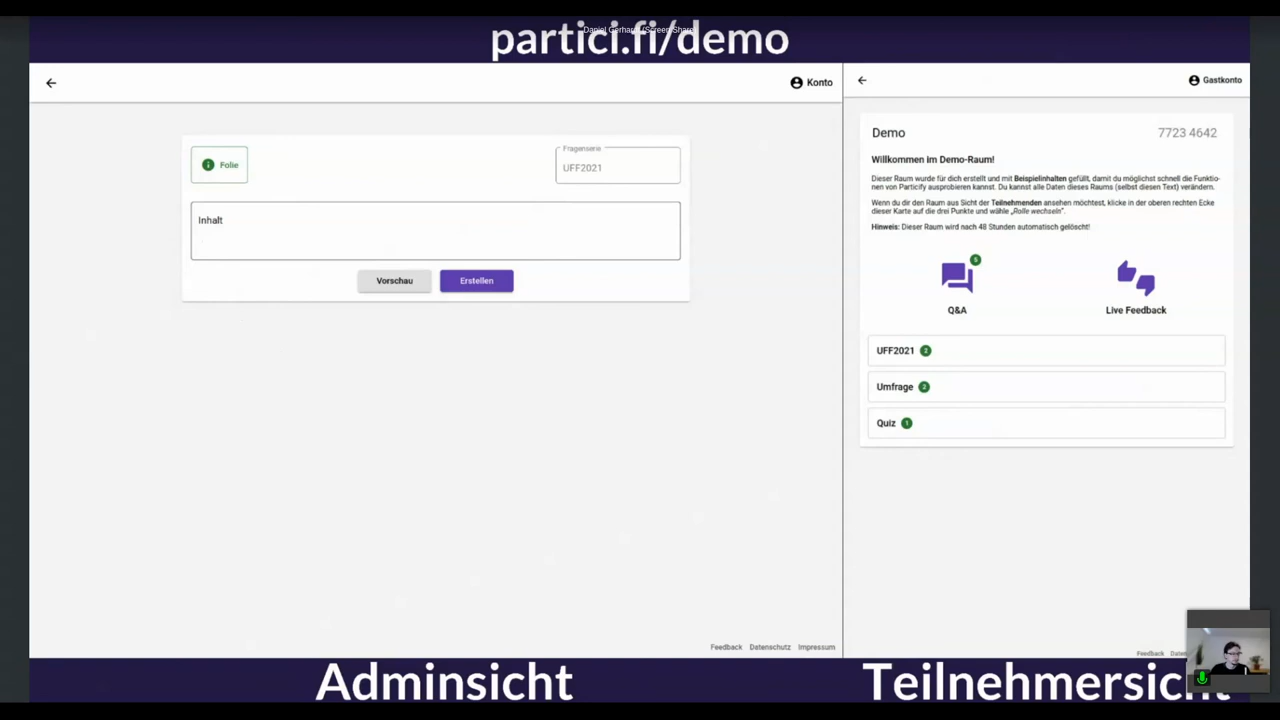 partici.fi/demo
Konto
Folie
Fragenserie
UFF2021
Inhalt
Vorschau
Erstellen
Feedback Datenschutz Impressum
Adminsicht
Gastkonto
Demo 7723 4642
Willkommen im Demo-Raum!
Dieser Raum wurde für dich erstellt und mit Beispielinhalten gefüllt, damit du möglichst schnell die Funktio-
nen von Particify ausprobieren kannst. Du kannst alle Daten dieses Raums (selbst diesen Text) verändern.
Wenn du dir den Raum aus Sicht der Teilnehmenden ansehen möchtest, klicke in der oberen rechten Ecke
dieser Karte auf die drei Punkte und wähle „Rolle wechseln".
Hinweis: Dieser Raum wird nach 48 Stunden automatisch gelöscht!
5
Q&A
Live Feedback
UFF2021 2
Umfrage 2
Quiz 1
Feedback
Teilnehmersicht